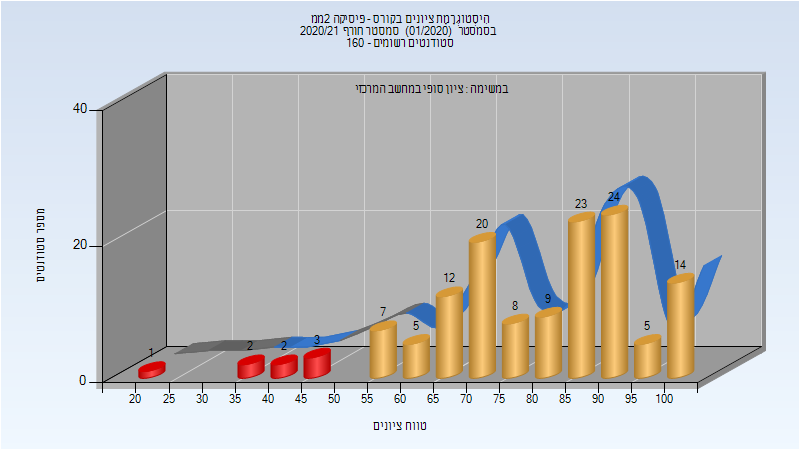 היסטוגרמת ציונים בקורס - פיסיקה 2ממ
בסמסטר (01/2020) סמסטר חורף 2020/21
סטודנטים רשומים - 160
במשימה : ציון סופי במחשב המרכזי
מספר סטודנטים
40
20
0
1
2
2
3
7
5
12
20
8
9
23
24
5
14
20 25 30 35 40 45 50 55 60 65 70 75 80 85 90 95 100
טווח ציונים